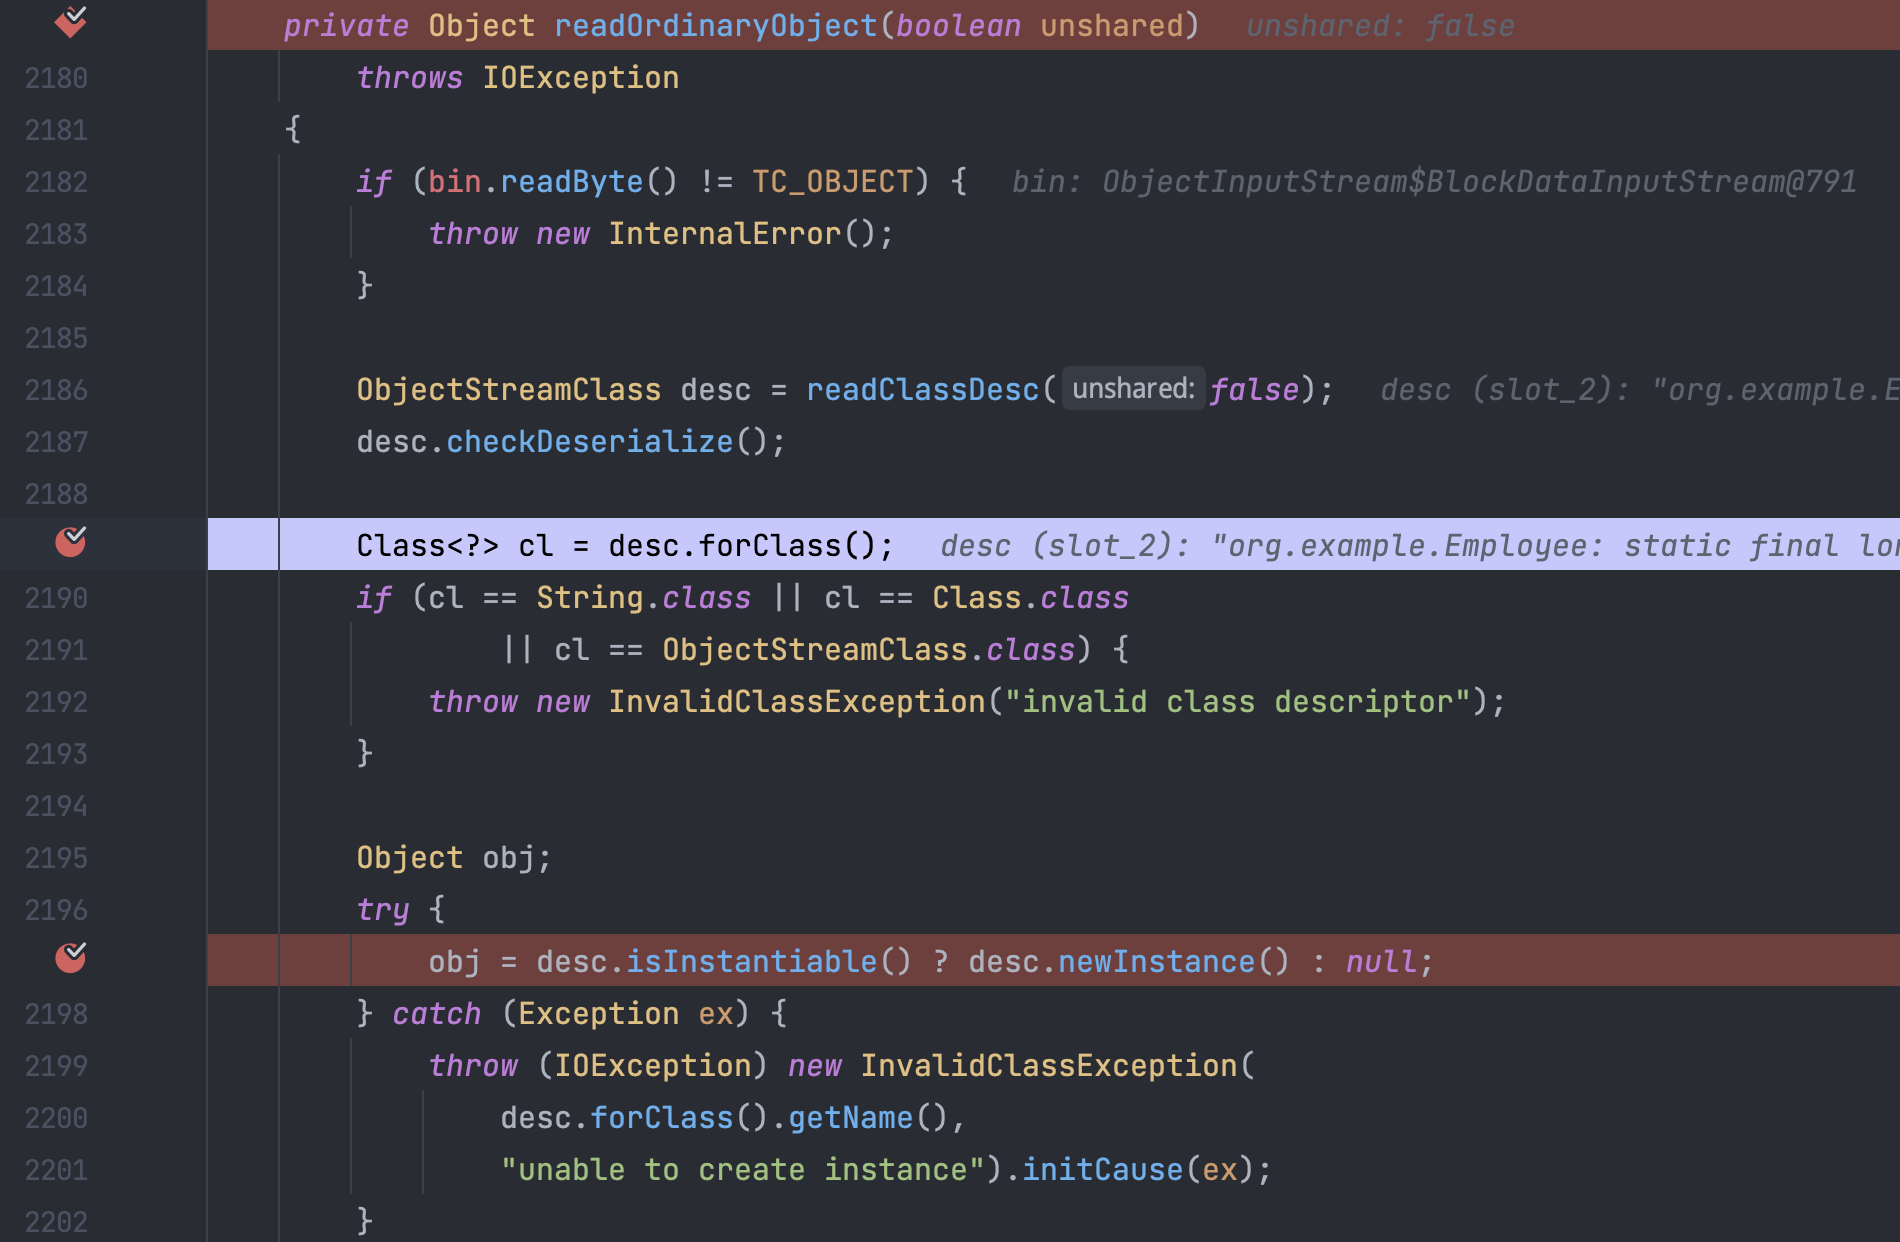 private Object readOrdinaryObject(boolean unshared)   unshared: false
2180 throws IOException
2181 {
2182 if (bin.readByte() != TC_OBJECT) {   bin: ObjectInputStream$BlockDataInputStream@791
2183 throw new InternalError();
2184 }
2185
2186 ObjectStreamClass desc = readClassDesc( unshared: false);   desc (slot_2): "org.example.E
2187 desc.checkDeserialize();
2188
Class<?> cl = desc.forClass();   desc (slot_2): "org.example.Employee: static final lon
2190 if (cl == String.class || cl == Class.class
2191 || cl == ObjectStreamClass.class) {
2192 throw new InvalidClassException("invalid class descriptor");
2193 }
2194
2195 Object obj;
2196 try {
obj = desc.isInstantiable() ? desc.newInstance() : null;
2198 } catch (Exception ex) {
2199 throw (IOException) new InvalidClassException(
2200 desc.forClass().getName(),
2201 "unable to create instance").initCause(ex);
2202 }